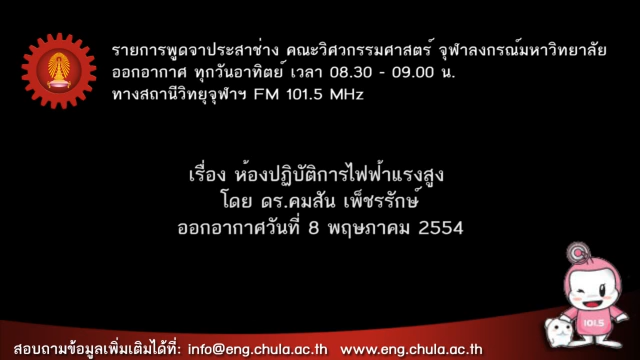 รายการพูดจาประสาช่าง คณะวิศวกรรมศาสตร์ จุฬาลงกรณ์มหาวิทยาลัย
ออกอากาศ ทุกวันอาทิตย์ เวลา 08.30 - 09.00 น.
ทางสถานีวิทยุจุฬาฯ FM 101.5 MHz
เรื่อง ห้องปฏิบัติการไฟฟ้าแรงสูง
โดย ดร.คมสัน เพ็ชรรักษ์
ออกอากาศวันที่ 8 พฤษภาคม 2554
101.5
สอบถามข้อมูลเพิ่มเติมได้ที่: info@eng.chula.ac.th www.eng.chula.ac.th